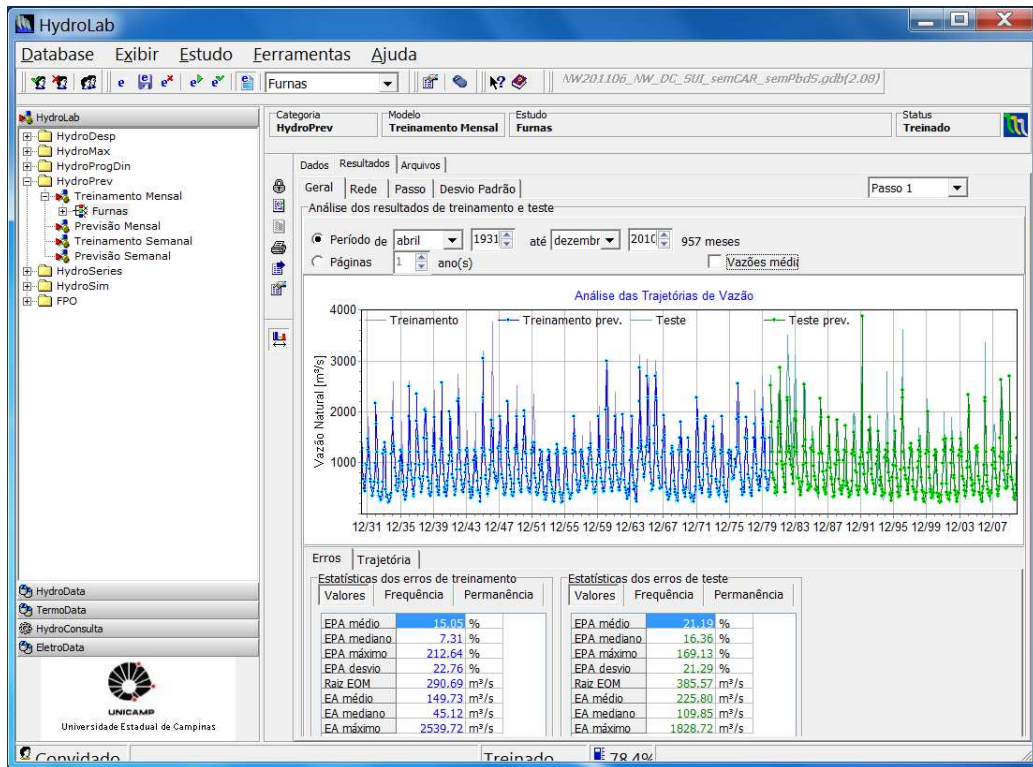 HydroLab
Database Exibir Estudo Ferramentas Ajuda
Furnas
NW201106_NW_DC_SUI_semCAR_semPbdS.gdb(2.08)
HydroLab
HydroDesp
HydroMax
HydroProgDin
HydroPrev
Treinamento Mensal
Furnas
Previsão Mensal
Treinamento Semanal
Previsão Semanal
HydroSeries
HydroSim
FPO
HydroData
TermoData
HydroConsulta
EletroData
UNICAMP
Universidade Estadual de Campinas
Categoria Modelo Estudo Status
HydroPrev Treinamento Mensal Furnas Treinado
Dados Resultados Arquivos
Geral Rede Passo Desvio Padrão Passo 1
Análise dos resultados de treinamento e teste
Período de abril 1931 até dezembr 2010 957 meses
Páginas 1 ano(s) Vazões médi
Análise das Trajetórias de Vazão
Treinamento Treinamento prev. Teste Teste prev.
Vazão Natural [m³/s]
4000
3000
2000
1000
12/31 12/35 12/39 12/43 12/47 12/51 12/55 12/59 12/63 12/67 12/71 12/75 12/79 12/83 12/87 12/91 12/95 12/99 12/03 12/07
Erros Trajetória
Estatísticas dos erros de treinamento
Valores Frequência Permanência
EPA médio 15.05 %
EPA mediano 7.31 %
EPA máximo 212.64 %
EPA desvio 22.76 %
Raiz EQM 290.69 m³/s
EA médio 149.73 m³/s
EA mediano 45.12 m³/s
EA máximo 2539.72 m³/s
Estatísticas dos erros de teste
Valores Frequência Permanência
EPA médio 21.19 %
EPA mediano 16.36 %
EPA máximo 169.13 %
EPA desvio 21.29 %
Raiz EQM 385.57 m³/s
EA médio 225.80 m³/s
EA mediano 109.85 m³/s
EA máximo 1828.72 m³/s
Convidado Treinado 78.4%